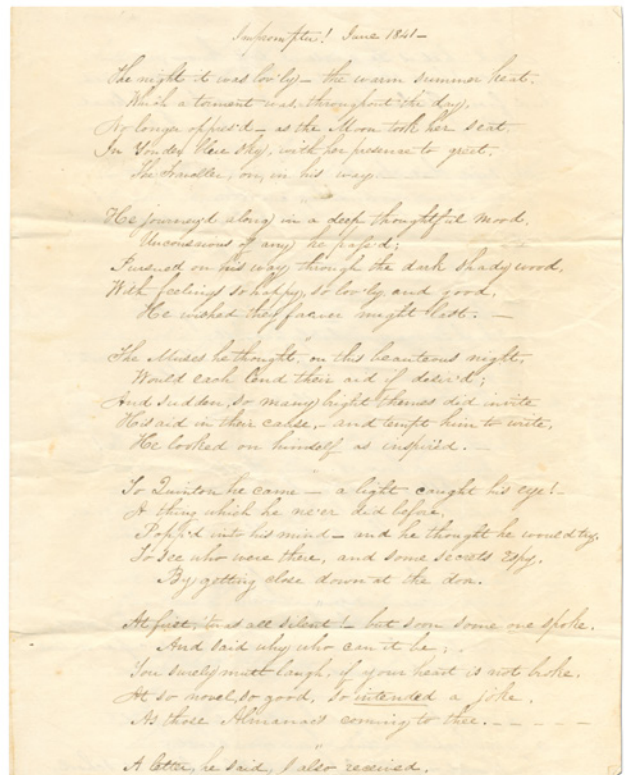 Impromptu! June 1841-
The night it was lov'ly - the warm summer heat.
Which a torment was, throughout the day,
No longer oppress'd - as the Moon took her seat,
In Yonder blue sky, with her presence to greet,
The Traveller, on, in his way.
He journey'd along in a deep thoughtful mood,
Unconscious of any he pass'd;
Pursued on his way through the dark shady wood,
With feelings so happy, so lov'ly and good,
He wished they forever might last. -
The Muses he thought, on this beauteous night,
Would each lend their aid if desir'd;
And sudden, so many bright themes did invite
His aid in their cause, - and tempt him to write,
He looked on himself as inspired. -
To Quinton he came - a light caught his eye! -
A thing which he ne'er did before,
Popp'd into his mind - and he thought he would try,
To see who were there, and some secrets espy,
By getting close down at the door.
At first, 'twas all silent! - but soon some one spoke.
And said why who can it be;
You surely must laugh, if your heart is not broke.
At so novel, so good, so intended a joke,
As those Almanacs coming to thee. - - - - -
A letter, he said, I also received.